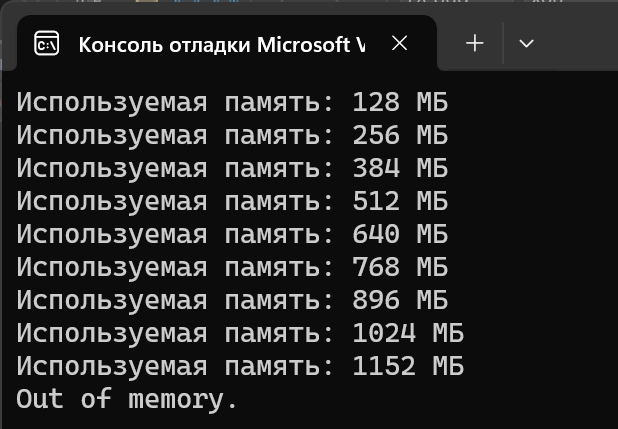 Консоль отладки Microsoft V
Используемая память: 128 МБ
Используемая память: 256 МБ
Используемая память: 384 МБ
Используемая память: 512 МБ
Используемая память: 640 МБ
Используемая память: 768 МБ
Используемая память: 896 МБ
Используемая память: 1024 МБ
Используемая память: 1152 МБ
Out of memory.